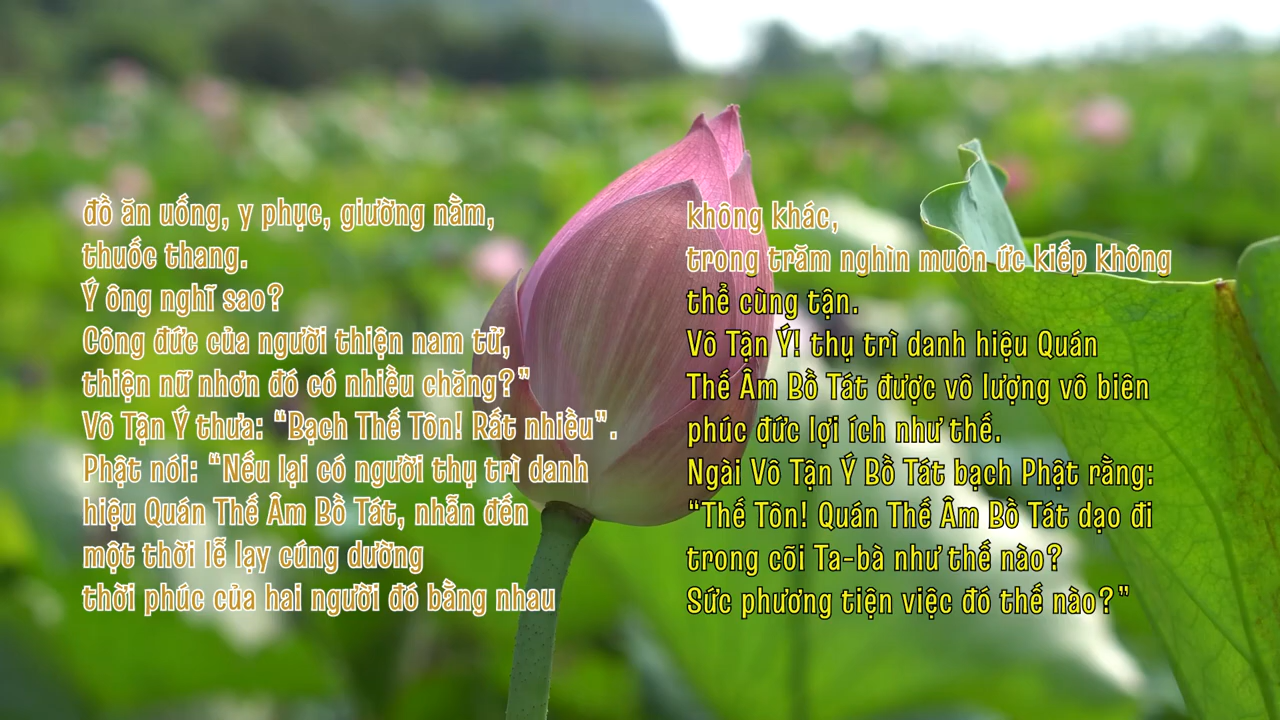 đồ ăn uống, y phục, giường nằm,
thuốc thang.
Ý ông nghĩ sao?
Công đức của người thiện nam tử,
thiện nữ nhơn đó có nhiều chăng?”
Vô Tận Ý thưa: “Bạch Thế Tôn! Rất nhiều”.
Phật nói: “Nếu lại có người thụ trì danh
hiệu Quán Thế Âm Bồ Tát, nhẫn đến
một thời lễ lạy cúng dường
thời phúc của hai người đó bằng nhau
không khác,
trong trăm nghìn muôn ức kiếp không
thể cùng tận.
Vô Tận Ý! thụ trì danh hiệu Quán
Thế Âm Bồ Tát được vô lượng vô biên
phúc đức lợi ích như thế.
Ngài Vô Tận Ý Bồ Tát bạch Phật rằng:
“Thế Tôn! Quán Thế Âm Bồ Tát dạo đi
trong cõi Ta-bà như thế nào?
Sức phương tiện việc đó thế nào?”